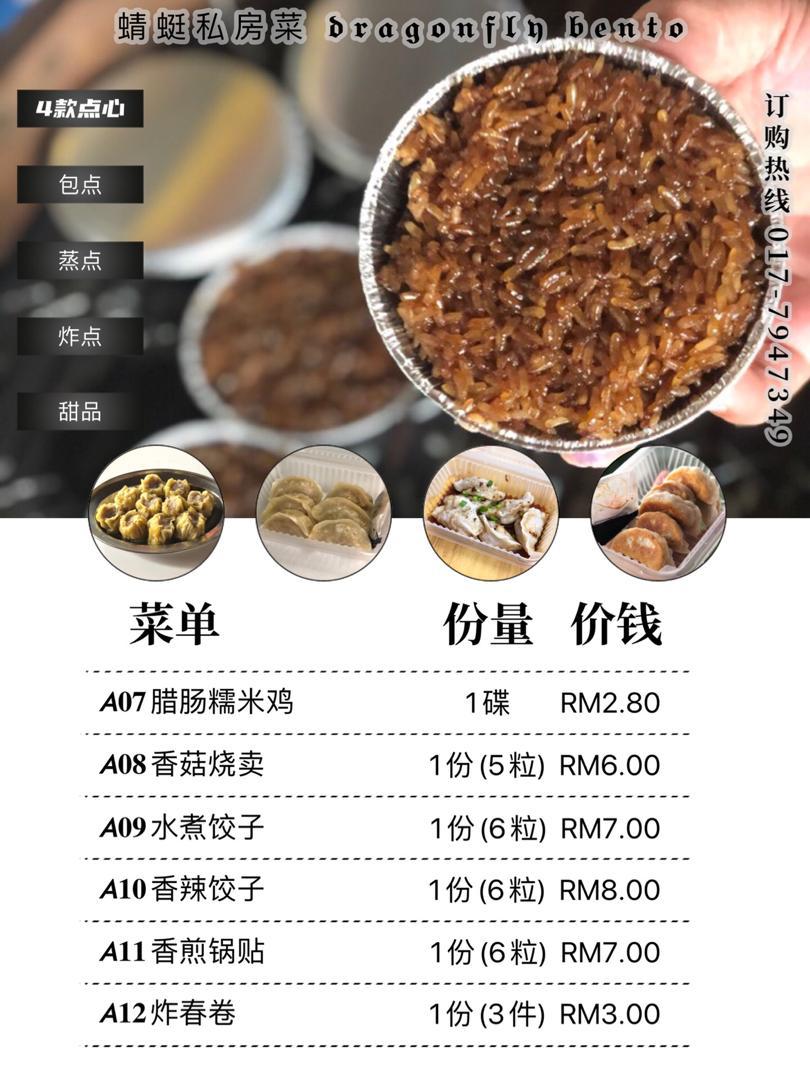 蜻蜓私房菜 dragonfly bento
4款点心
包点
蒸点
炸点
甜品
订购热线 017-7947349
菜单 份量 价钱
A07 腊肠糯米鸡 1碟 RM2.80
A08 香菇烧卖 1份 (5粒) RM6.00
A09 水煮饺子 1份 (6粒) RM7.00
A10 香辣饺子 1份 (6粒) RM8.00
A11 香煎锅贴 1份 (6粒) RM7.00
A12 炸春卷 1份 (3件) RM3.00